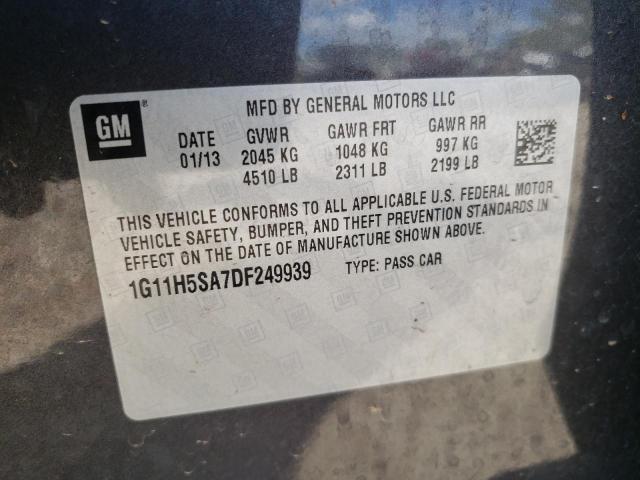 GM ®
MFD BY GENERAL MOTORS LLC
DATE GVWR GAWR FRT GAWR RR
01/13 2045 KG 1048 KG 997 KG
4510 LB 2311 LB 2199 LB
THIS VEHICLE CONFORMS TO ALL APPLICABLE U.S. FEDERAL MOTOR
VEHICLE SAFETY, BUMPER, AND THEFT PREVENTION STANDARDS IN
EFFECT ON THE DATE OF MANUFACTURE SHOWN ABOVE.
1G11H5SA7DF249939 TYPE: PASS CAR